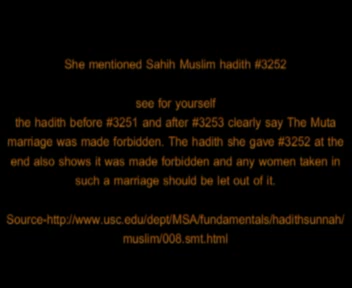 She mentioned Sahih Muslim hadith #3252
see for yourself
the hadith before #3251 and after #3253 clearly say The Muta
marriage was made forbidden. The hadith she gave #3252 at the
end also shows it was made forbidden and any women taken in
such a marriage should be let out of it.
Source-http://www.usc.edu/dept/MSA/fundamentals/hadithsunnah/
muslim/008.smt.html